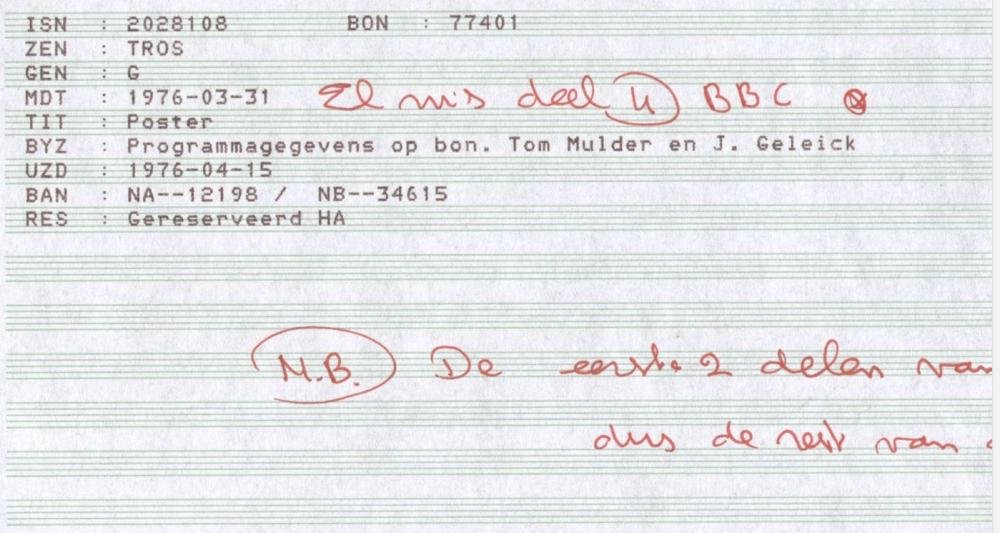 ISN : 2028108 BON : 77401
ZEN : TROS
GEN : G
MDT : 1976-03-31 mis deel 4 BBC
TIT : Poster
BYZ : Programmagegevens op bon. Tom Mulder en J. Geleick
UZD : 1976-04-15
BAN : NA--12198 / NB--34615
RES : Gereserveerd HA
N.B. De eerste 2 delen van
dus de rest van